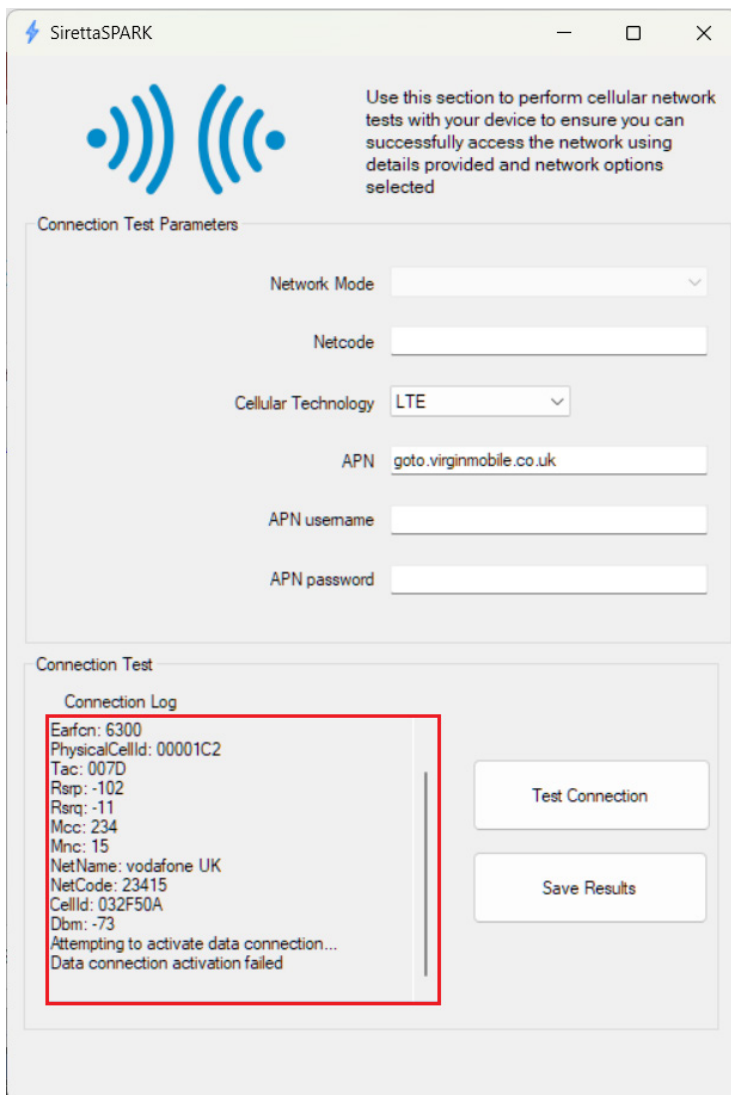 SirettaSPARK
Use this section to perform cellular network
tests with your device to ensure you can
successfully access the network using
details provided and network options
selected
Connection Test Parameters
Network Mode
Netcode
Cellular Technology
LTE
APN
goto.virginmobile.co.uk
APN username
APN password
Connection Test
Connection Log
Earfcn: 6300
PhysicalCellId: 00001C2
Tac: 007D
Rsrp: -102
Rsrq: -11
Mcc: 234
Mnc: 15
NetName: vodafone UK
NetCode: 23415
CellId: 032F50A
Dbm: -73
Attempting to activate data connection...
Data connection activation failed
Test Connection
Save Results